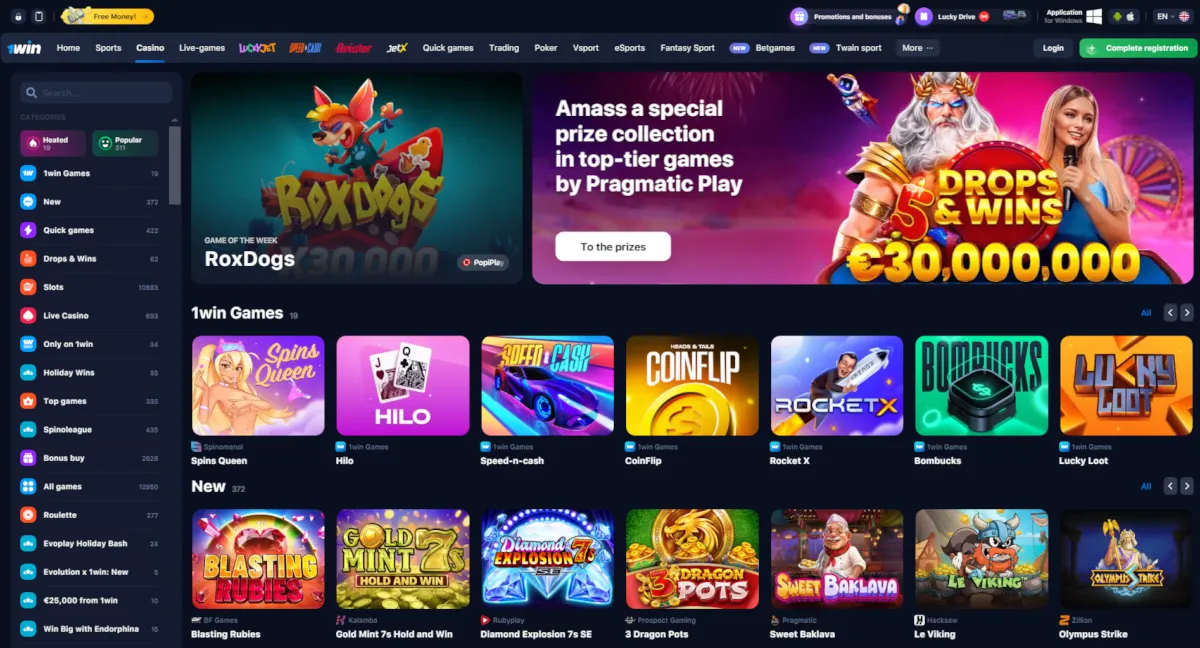 Free Money!
Promotions and bonuses
Lucky Drive
Application
for Windows
EN
1win
Home
Sports
Casino
Live-games
LUCKYJET
SPEED & CASH
Aviator
JetX
Quick games
Trading
Poker
Vsport
eSports
Fantasy Sport
NEW
Betgames
NEW
Twain sport
More ···
Login
Complete registration
Search...
CATEGORIES
Heated
19
Popular
311
1win Games 19
New 372
Quick games 422
Drops & Wins 62
Slots 10883
Live Casino 693
Only on 1win 34
Holiday Wins 35
Top games 335
Spinoleague 435
Bonus buy 2628
All games 12950
Roulette 277
Evoplay Holiday Bash 24
Evolution x 1win: New 5
€25,000 from 1win 10
Win Big with Endorphina 15
ROXDOGS
X30 000
GAME OF THE WEEK
RoxDogs
PopiPlay
Amass a special
prize collection
in top-tier games
by Pragmatic Play
To the prizes
5
DROPS
& WINS
€30,000,000
1win Games 19
All
Spins
Queen
J
Q
HILO
SPEED & CASH
HEADS & TAILS
COINFLIP
ROCKETX
BOMBUCKS
LUCKY
LOOT
Spinomenal
Spins Queen
1win Games
Hilo
1win Games
Speed-n-cash
1win Games
CoinFlip
1win Games
Rocket X
1win Games
Bombucks
1win Games
Lucky Loot
New 372
All
BLASTING
RUBIES
GOLD
MINT 7s
HOLD AND WIN
Diamond
EXPLOSION 7s
SE
3 DRAGON
POTS
SWEET BAKLAVA
LE VIKING
OLYMPUS STRIKE
BF Games
Blasting Rubies
Kalamba
Gold Mint 7s Hold and Win
Rubyplay
Diamond Explosion 7s SE
Prospect Gaming
3 Dragon Pots
Pragmatic
Sweet Baklava
Hacksaw
Le Viking
Zillion
Olympus Strike